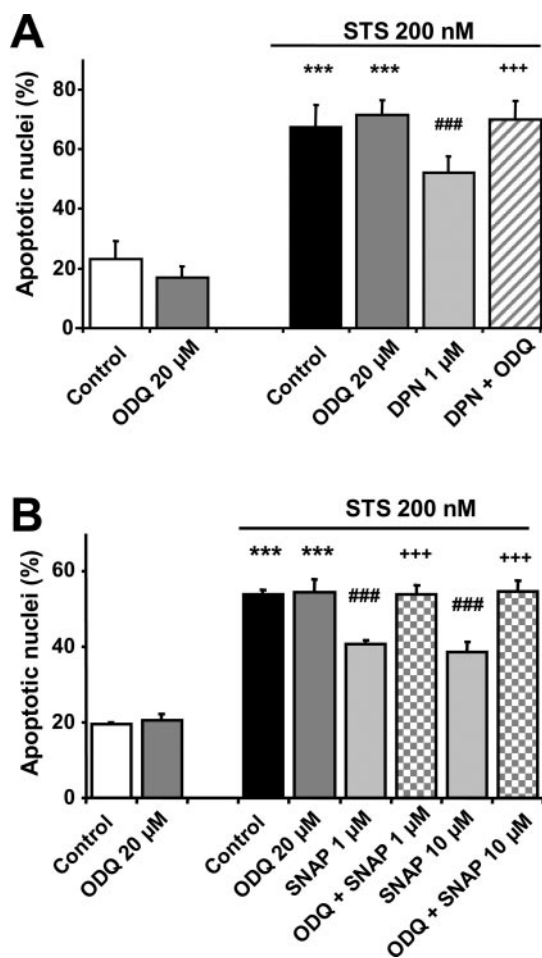 A
STS 200 nM
*** *** +++
###
Apoptotic nuclei (%)
80
60
40
20
0
Control
ODQ 20 µM
Control
ODQ 20 µM
DPN 1 µM
DPN + ODQ
B
STS 200 nM
*** *** +++ +++
### ###
Apoptotic nuclei (%)
60
40
20
0
Control
ODQ 20 µM
Control
ODQ 20 µM
SNAP 1 µM
ODQ + SNAP 1 µM
SNAP 10 µM
ODQ + SNAP 10 µM